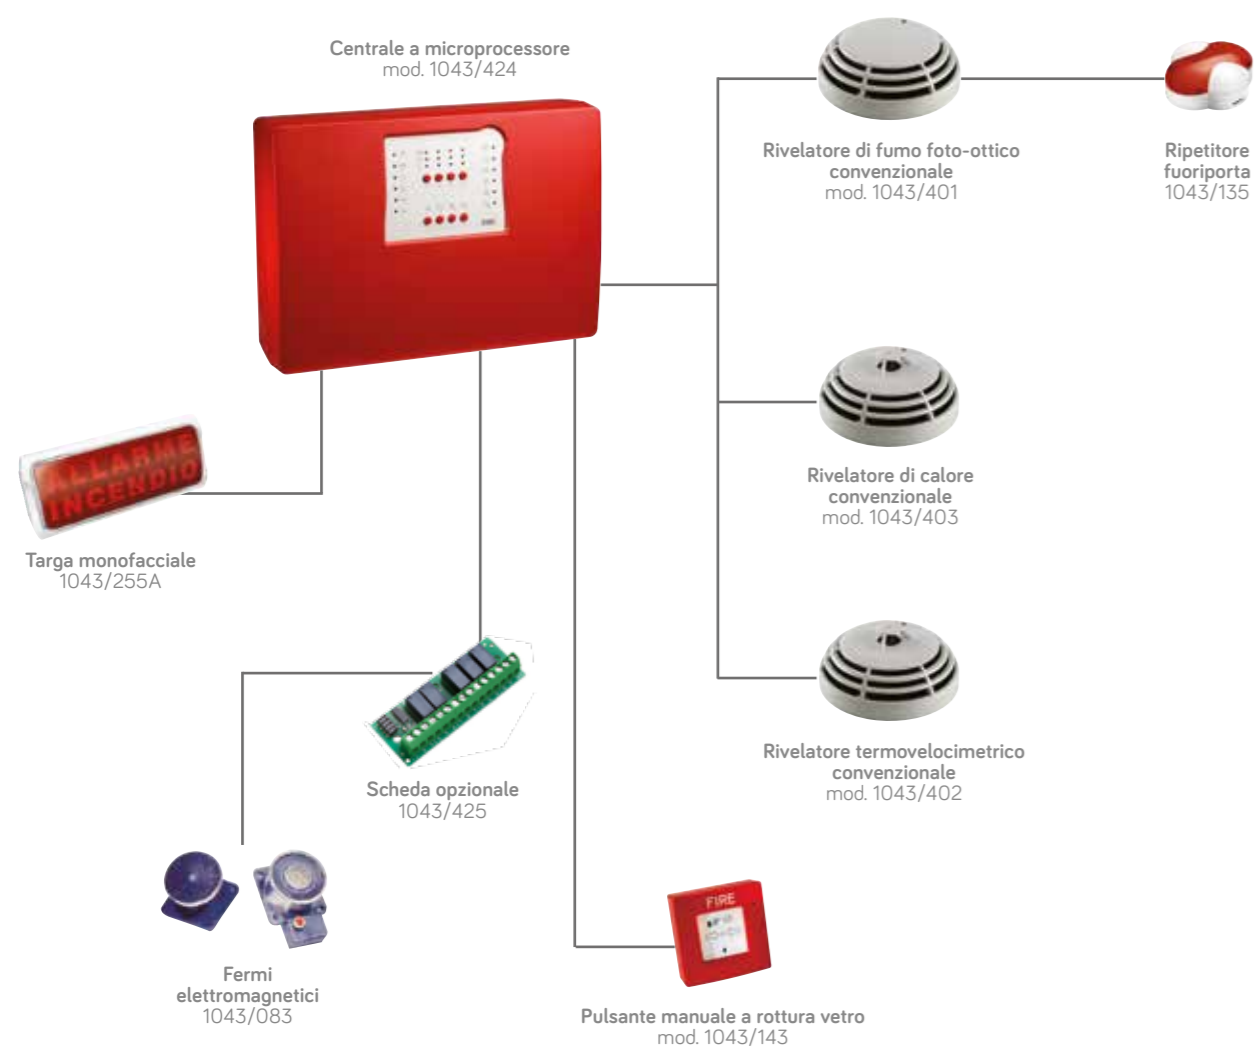 Centrale a microprocessore
mod. 1043/424
Rivelatore di fumo foto-ottico
convenzionale
mod. 1043/401
Ripetitore
fuoriporta
1043/135
Rivelatore di calore
convenzionale
mod. 1043/403
ALLARME
INCENDIO
Targa monofacciale
1043/255A
Rivelatore termovelocimetrico
convenzionale
mod. 1043/402
Scheda opzionale
1043/425
FIRE
Fermi
elettromagnetici
1043/083
Pulsante manuale a rottura vetro
mod. 1043/143